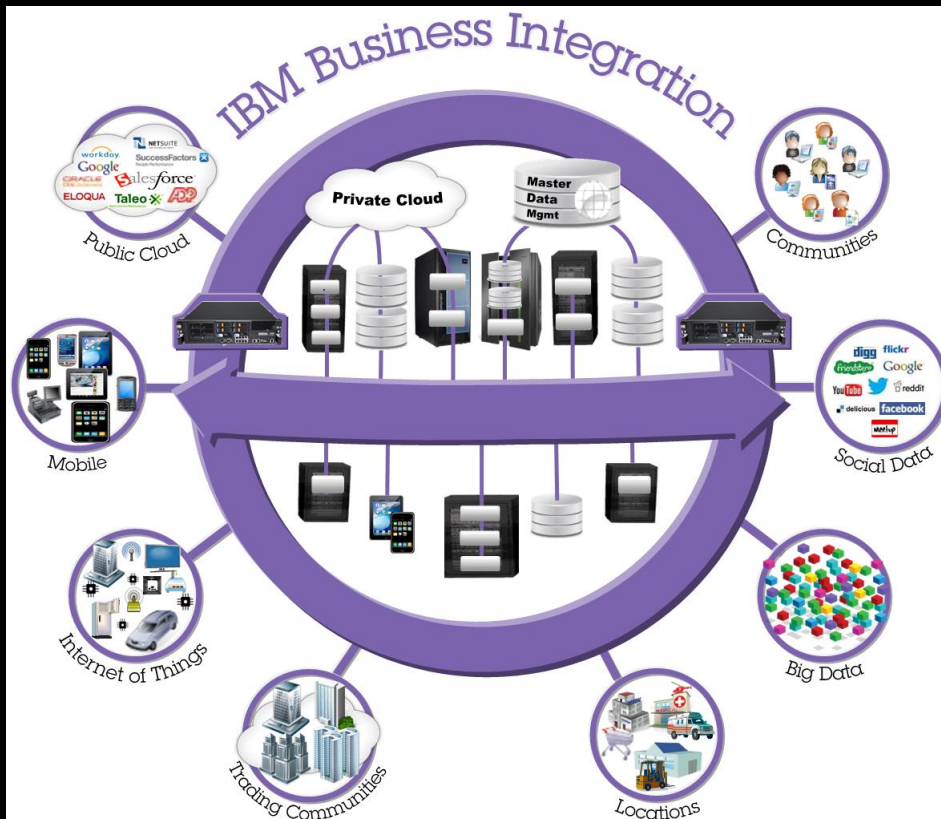 IBM Business Integration
NETSUITE
workday.
SuccessFactors
People Performance
Google
ORACLE
salesforce
ELOQUA
Taleo
ADP
Public Cloud
Private Cloud
Master
Data
Mgmt
Communities
Mobile
digg
flickr
friendster
Google
YouTube
reddit
delicious
facebook
Meetup
Social Data
Internet of Things
Big Data
Trading Communities
Locations